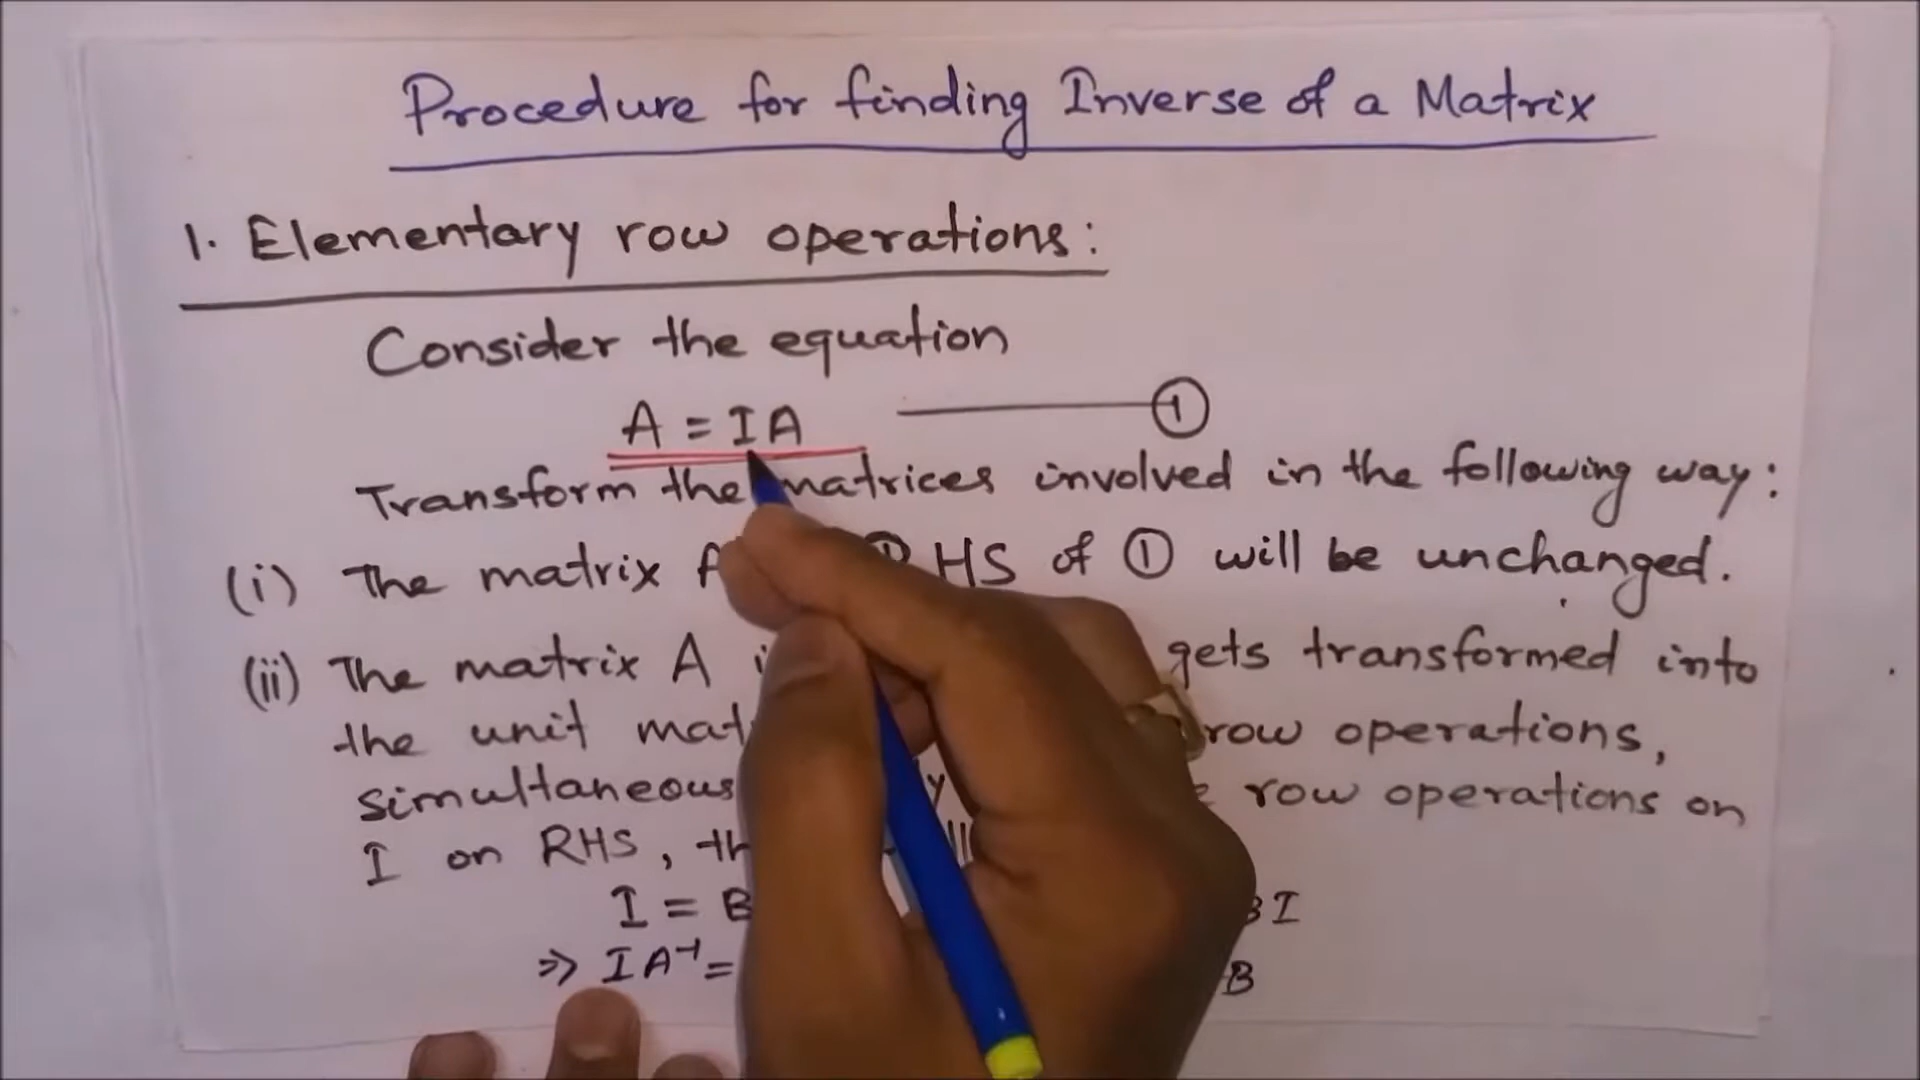 Procedure for finding Inverse of a Matrix
1. Elementary row operations:
Consider the equation
A = IA ——— ①
Transform the matrices involved in the following way:
(i) The matrix A RHS of ① will be unchanged.
(ii) The matrix A gets transformed into
the unit row operations,
row operations on
I on RHS,
I = B BI
⇒ IA⁻¹ = B